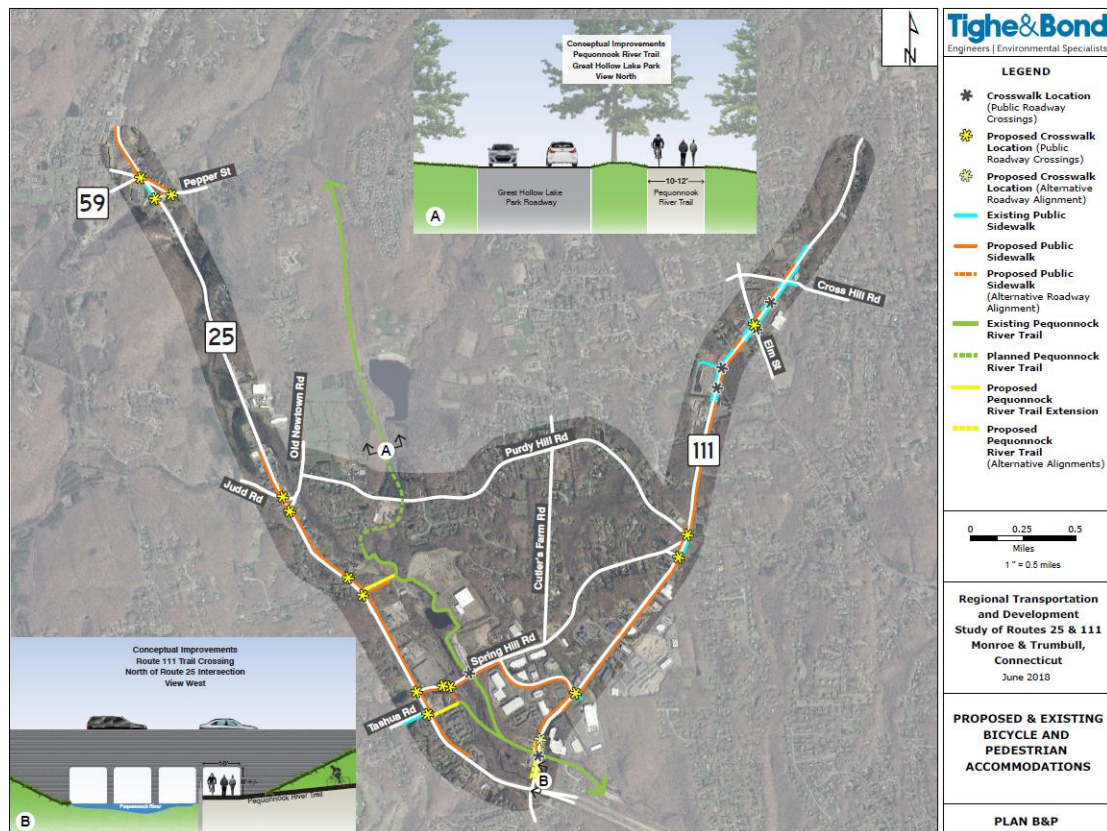 Conceptual Improvements
Pequonnock River Trail
Great Hollow Lake Park
View North
Great Hollow Lake
Park Roadway
10-12'
Pequonnook
River Trail
A
N
59
Pepper St
25
Old Newtown Rd
Judd Rd
A
Purdy Hill Rd
Cutler's Farm Rd
111
Cross Hill Rd
Elm St
Spring Hill Rd
Tashua Rd
B
Conceptual Improvements
Route 111 Trail Crossing
North of Route 25 Intersection
View West
10'
8' +/-
Pequonnock River
Pequonnock River Trail
B
Tighe&Bond
Engineers | Environmental Specialists
LEGEND
Crosswalk Location
(Public Roadway
Crossings)
Proposed Crosswalk
Location (Public
Roadway Crossings)
Proposed Crosswalk
Location (Alternative
Roadway Alignment)
Existing Public
Sidewalk
Proposed Public
Sidewalk
Proposed Public
Sidewalk
(Alternative Roadway
Alignment)
Existing Pequonnock
River Trail
Planned Pequonnock
River Trail
Proposed
Pequonnock
River Trail Extension
Proposed
Pequonnock
River Trail
(Alternative Alignments)
0 0.25 0.5
Miles
1 " = 0.5 miles
Regional Transportation
and Development
Study of Routes 25 & 111
Monroe & Trumbull,
Connecticut
June 2018
PROPOSED & EXISTING
BICYCLE AND
PEDESTRIAN
ACCOMMODATIONS
PLAN B&P